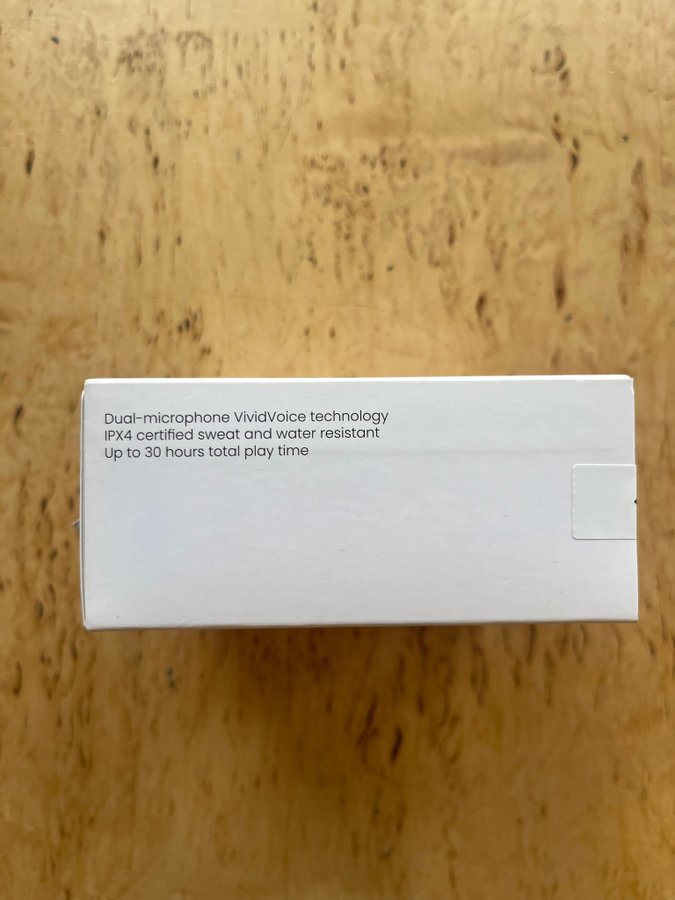 Dual-microphone VividVoice technology
IPX4 certified sweat and water resistant
Up to 30 hours total play time